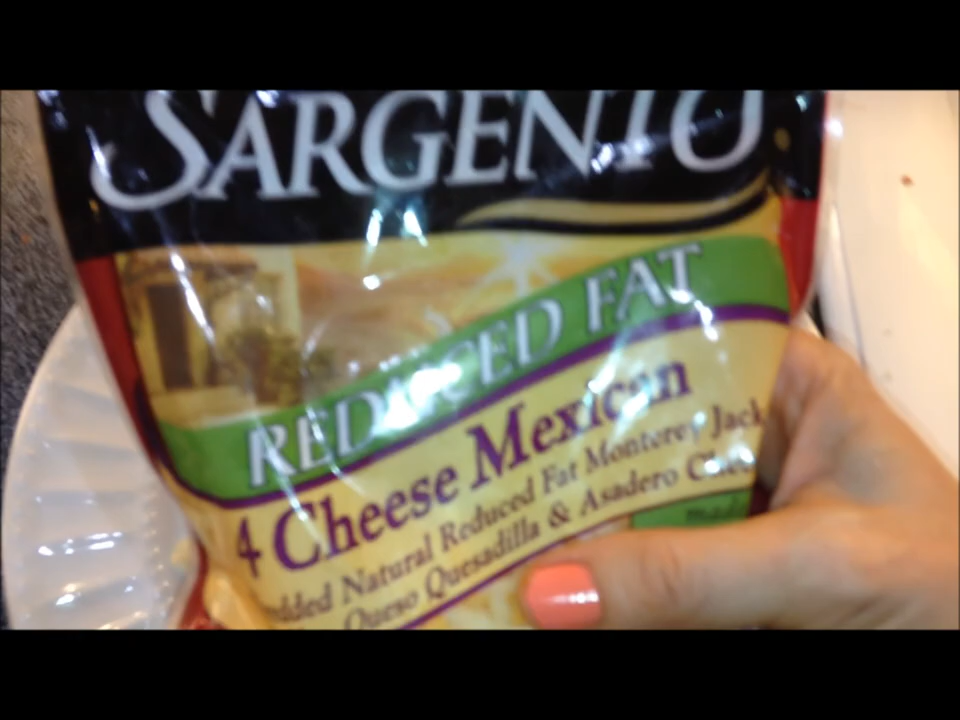 SARGENTO
REDUCED FAT
4 Cheese Mexican
Natural Reduced Fat Monterey Jack
Queso Quesadilla & Asadero